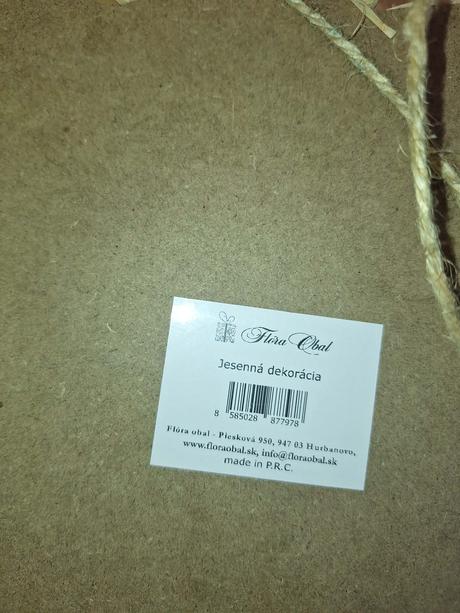 Flóra Obal
Jesenná dekorácia
8 585028 877978
Flóra obal - Piesková 950, 947 03 Hurbanovo,
www.floraobal.sk, info@floraobal.sk
made in P.R.C.